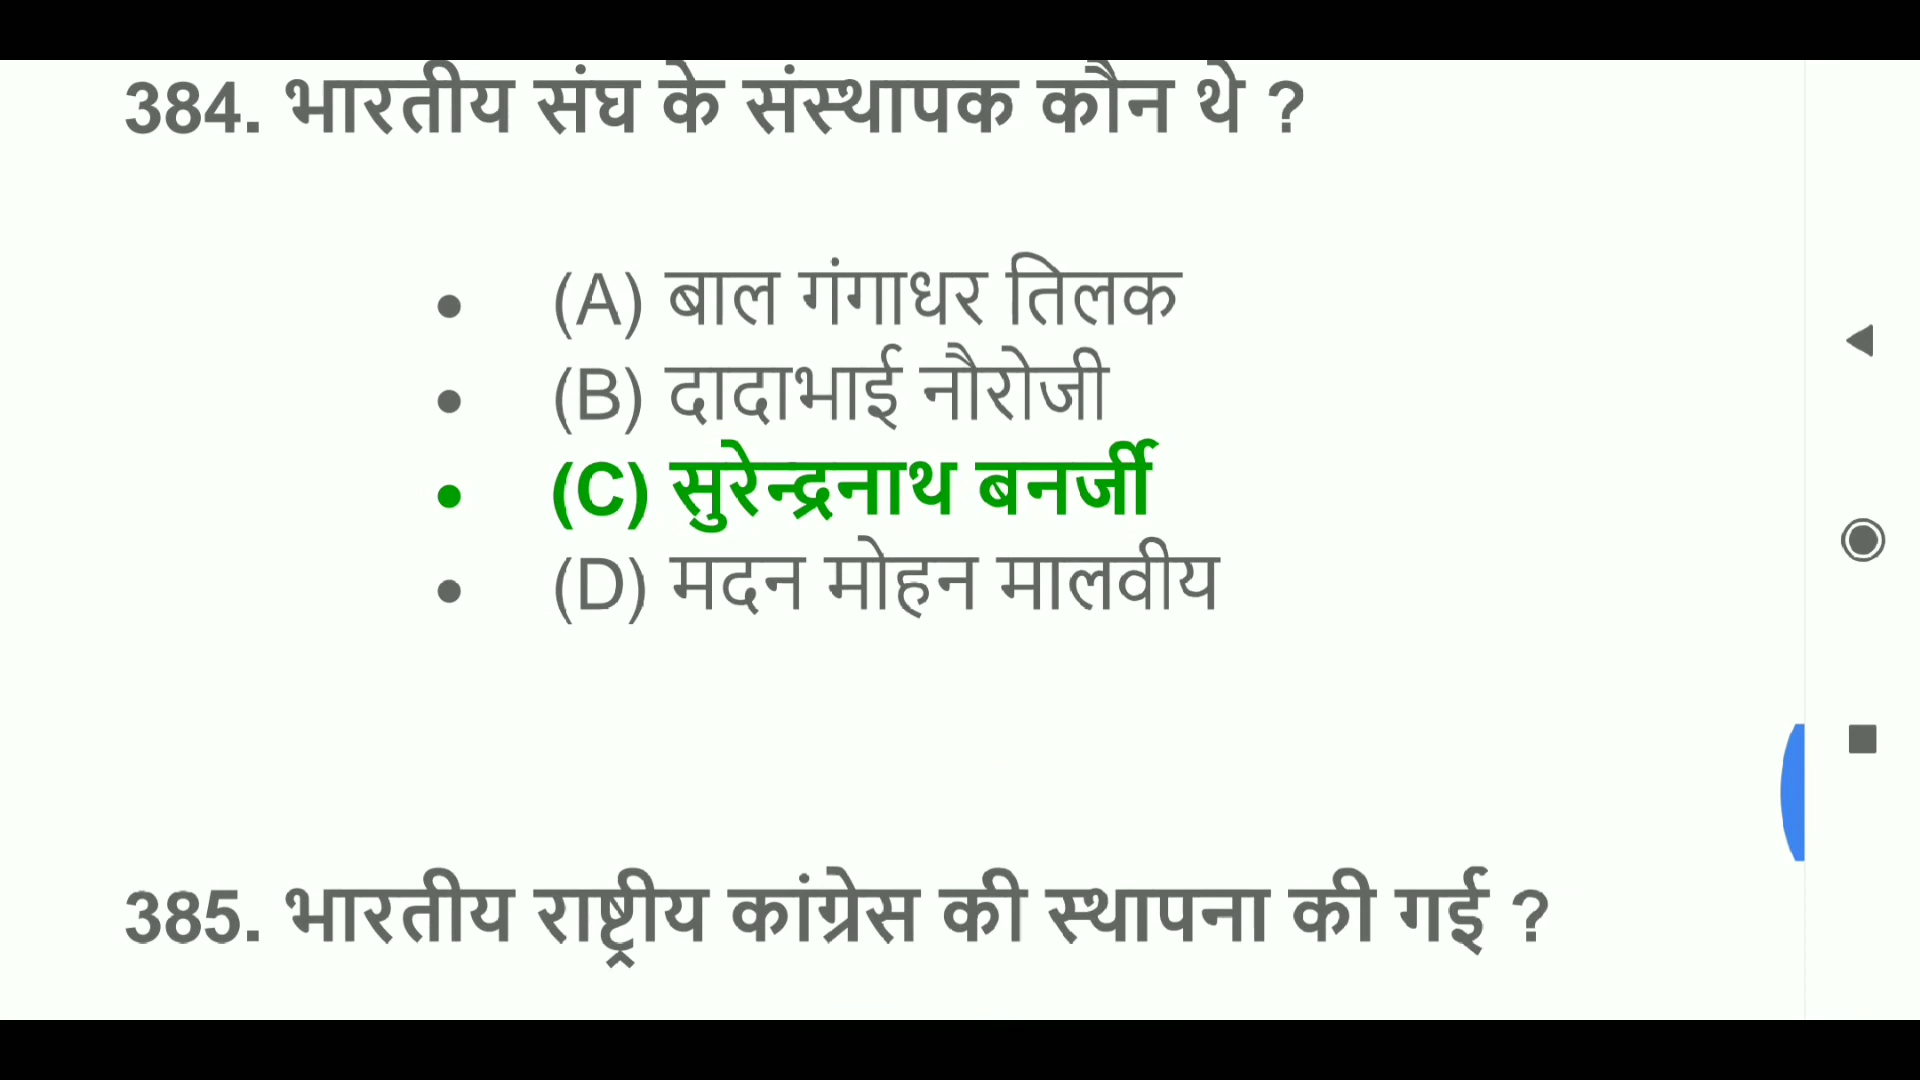 384. भारतीय संघ के संस्थापक कौन थे ?
• (A) बाल गंगाधर तिलक
• (B) दादाभाई नौरोजी
• (C) सुरेन्द्रनाथ बनर्जी
• (D) मदन मोहन मालवीय
385. भारतीय राष्ट्रीय कांग्रेस की स्थापना की गई ?